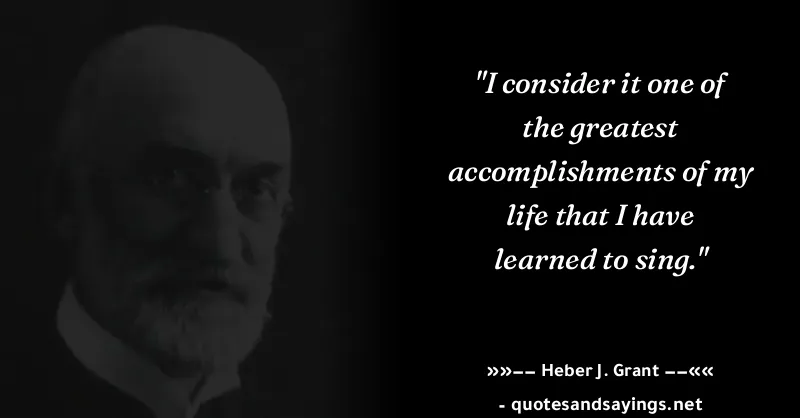 "I consider it one of
the greatest
accomplishments of my
life that I have
learned to sing."
»»−− Heber J. Grant −−««
- quotesandsayings.net